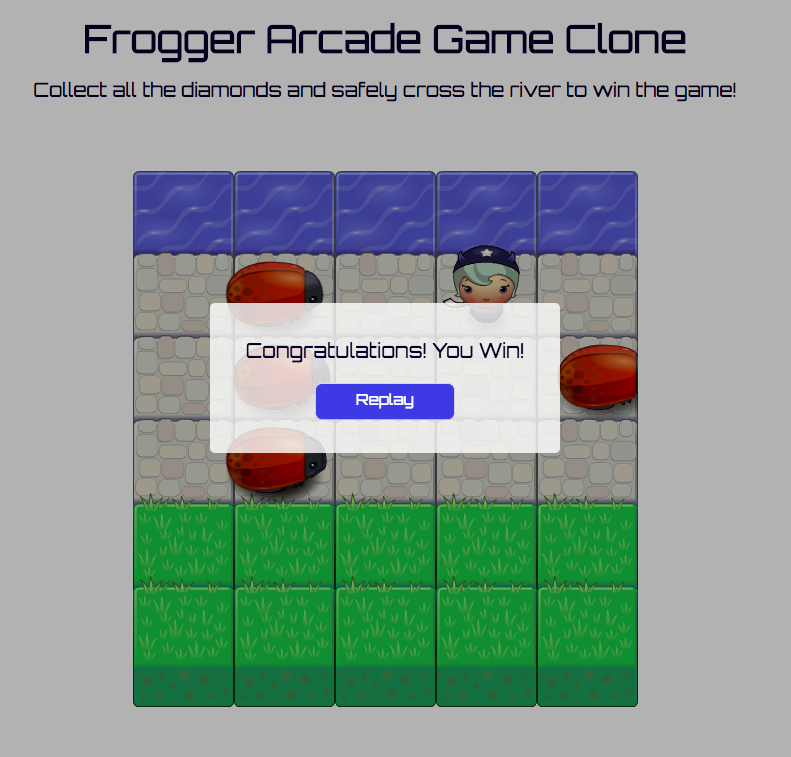 Frogger Arcade Game Clone
Collect all the diamonds and safely cross the river to win the game!
Congratulations! You Win!
Replay